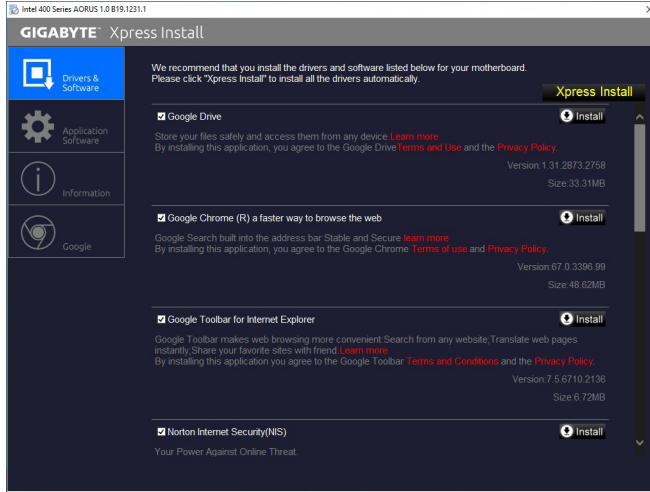 Intel 400 Series AORUS 1.0 B19.1231.1
GIGABYTE™ Xpress Install
Drivers &
Software
Application
Software
Information
Google
We recommend that you install the drivers and software listed below for your motherboard.
Please click "Xpress Install" to install all the drivers automatically.
Xpress Install
Google Drive
Install
Store your files safely and access them from any device.Learn more
By installing this application, you agree to the Google DriveTerms and Use and the Privacy Policy.
Version:1.31.2873.2758
Size:33.31MB
Google Chrome (R) a faster way to browse the web
Install
Google Search built into the address bar Stable and Secure learn more
By installing this application, you agree to the Google Chrome Terms of use and Privacy Policy.
Version:67.0.3396.99
Size:48.62MB
Google Toolbar for Internet Explorer
Install
Google Toolbar makes web browsing more convenient:Search from any website;Translate web pages
instantly;Share your favorite sites with friend.Learn more
By installing this application you agree to the Google Toolbar Terms and Conditions and the Privacy Policy.
Version:7.5.6710.2136
Size:6.72MB
Norton Internet Security(NIS)
Install
Your Power Against Online Threat.